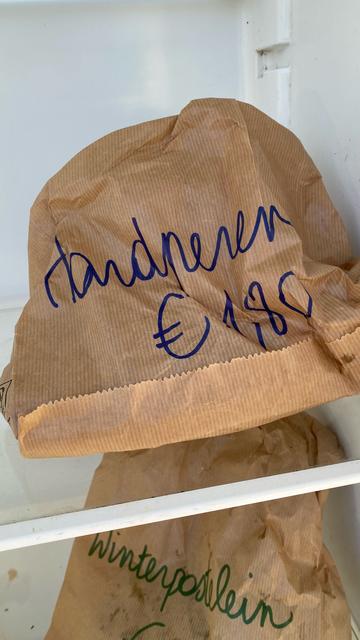 Aardperen
€ 1,80
Winterpostelein
€